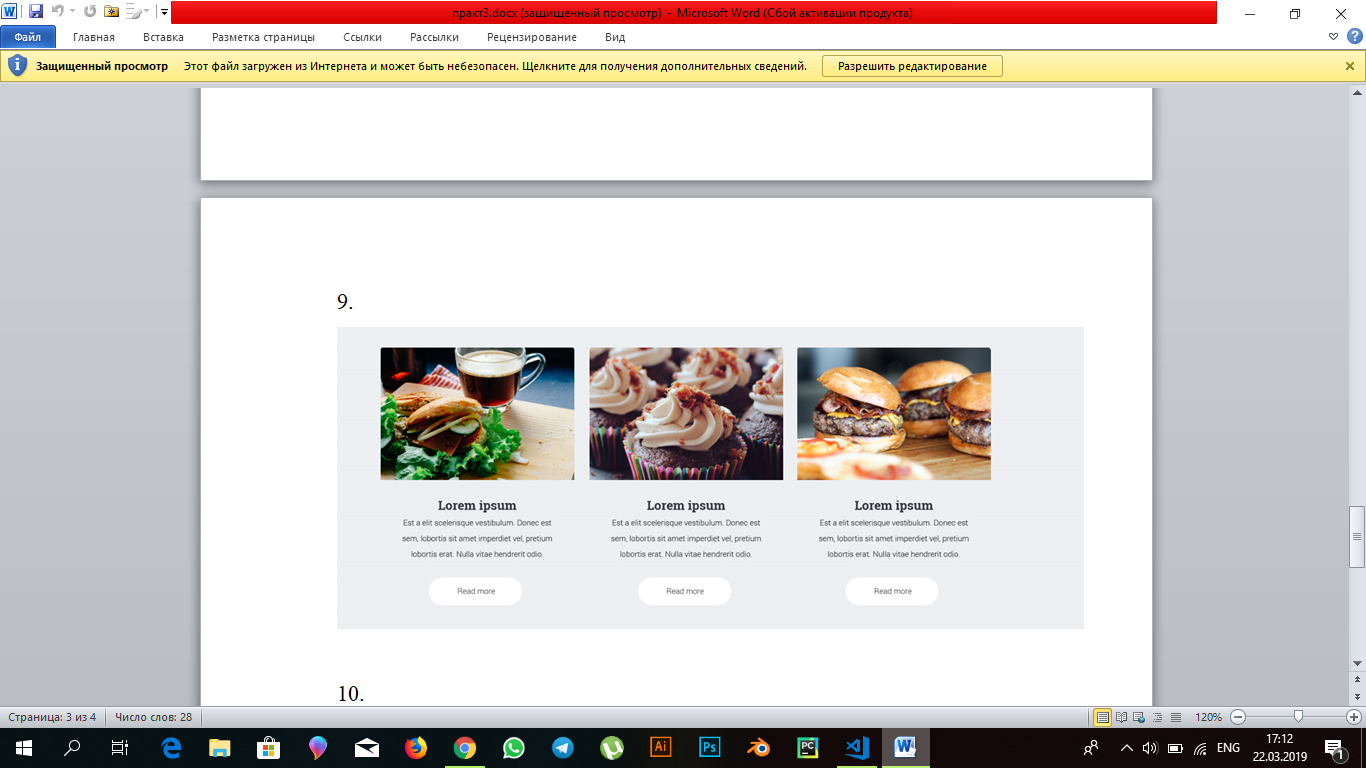 практ3.docx (защищенный просмотр) - Microsoft Word (Сбой активации продукта)
Файл Главная Вставка Разметка страницы Ссылки Рассылки Рецензирование Вид
Защищенный просмотр Этот файл загружен из Интернета и может быть небезопасен. Щелкните для получения дополнительных сведений. Разрешить редактирование
9.
Lorem ipsum Lorem ipsum Lorem ipsum
Est a elit scelerisque vestibulum. Donec est Est a elit scelerisque vestibulum. Donec est Est a elit scelerisque vestibulum. Donec est
sem, lobortis sit amet imperdiet vel, pretium sem, lobortis sit amet imperdiet vel, pretium sem, lobortis sit amet imperdiet vel, pretium
lobortis erat. Nulla vitae hendrerit odio. lobortis erat. Nulla vitae hendrerit odio. lobortis erat. Nulla vitae hendrerit odio.
Read more Read more Read more
10.
Страница: 3 из 4 Число слов: 28 120%
Ai Ps PC W ENG 17:12
22.03.2019 1